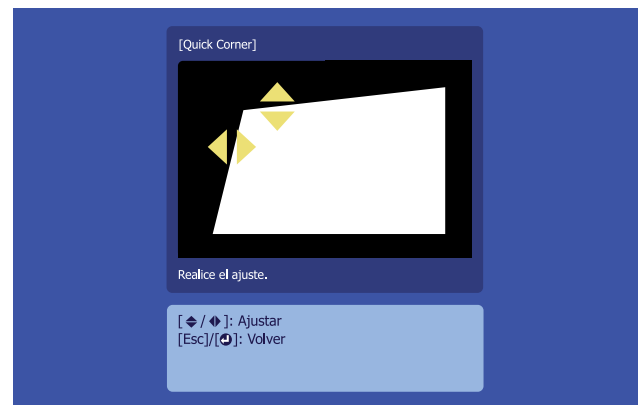 [Quick Corner]
Realice el ajuste.
[ / ]: Ajustar
[Esc]/[ ]: Volver